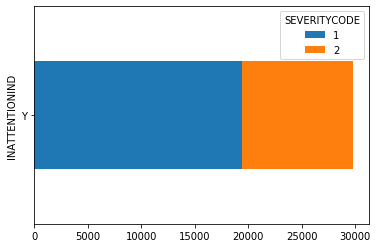 SEVERITYCODE
1
2
INATTENTIONIND
Y
0 5000 10000 15000 20000 25000 30000